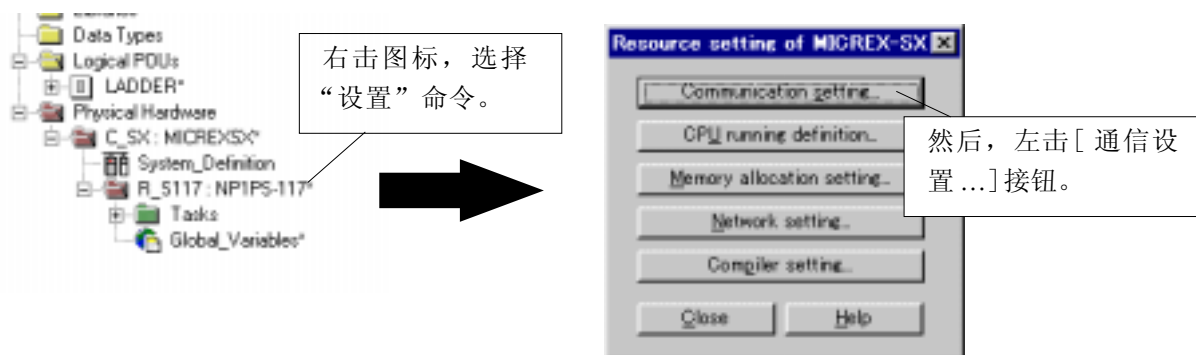 Data Types
Logical POUs
LADDER*
Physical Hardware
C_SX : MICREXSX*
System_Definition
R_S117 : NP1PS-117*
Tasks
Global_Variables*
右击图标，选择
“设置”命令。
Resource setting of MICREX-SX
Communication setting...
CPU running definition...
Memory allocation setting...
Network setting...
Compiler setting...
Close
Help
然后，左击[ 通信设
置 ...]接钮。